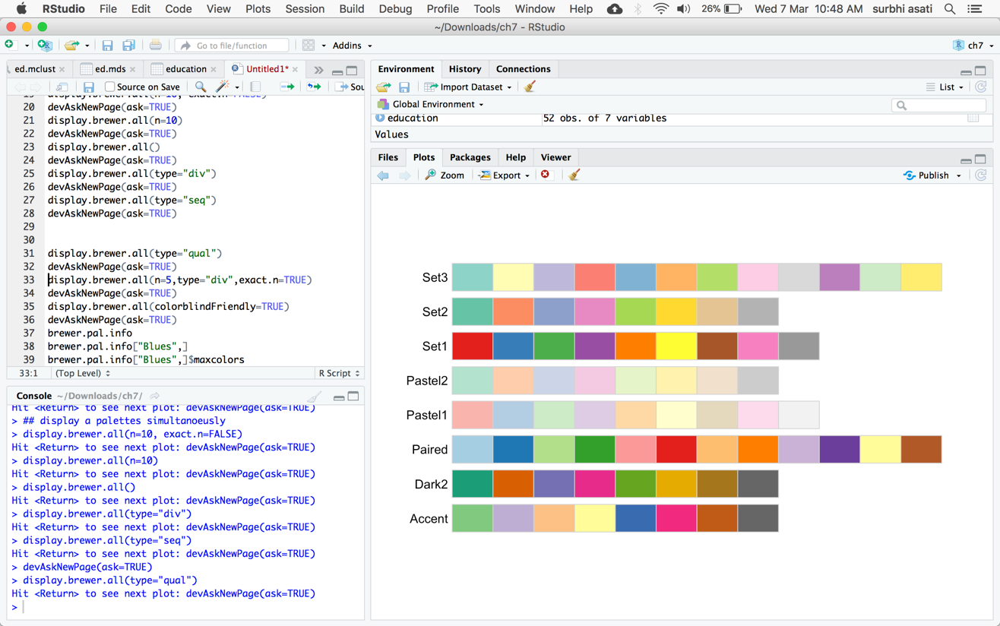 RStudio File Edit Code View Plots Session Build Debug Profile Tools Window Help 26% Wed 7 Mar 10:48 AM surbhi asati
~/Downloads/ch7 - RStudio
Go to file/function Addins ch7
ed.mclust ed.mds education Untitled1*
Source on Save Sou
19 display.brewer.all(n=10, exact.n=FALSE)
20 devAskNewPage(ask=TRUE)
21 display.brewer.all(n=10)
22 devAskNewPage(ask=TRUE)
23 display.brewer.all()
24 devAskNewPage(ask=TRUE)
25 display.brewer.all(type="div")
26 devAskNewPage(ask=TRUE)
27 display.brewer.all(type="seq")
28 devAskNewPage(ask=TRUE)
29
30
31 display.brewer.all(type="qual")
32 devAskNewPage(ask=TRUE)
33 display.brewer.all(n=5,type="div",exact.n=TRUE)
34 devAskNewPage(ask=TRUE)
35 display.brewer.all(colorblindFriendly=TRUE)
36 devAskNewPage(ask=TRUE)
37 brewer.pal.info
38 brewer.pal.info["Blues",]
39 brewer.pal.info["Blues",]$maxcolors
33:1 (Top Level) R Script
Console ~/Downloads/ch7/
Hit <Return> to see next plot: devAskNewPage(ask=TRUE)
> ## display a palettes simultanoeusly
> display.brewer.all(n=10, exact.n=FALSE)
Hit <Return> to see next plot: devAskNewPage(ask=TRUE)
> display.brewer.all(n=10)
Hit <Return> to see next plot: devAskNewPage(ask=TRUE)
> display.brewer.all()
Hit <Return> to see next plot: devAskNewPage(ask=TRUE)
> display.brewer.all(type="div")
Hit <Return> to see next plot: devAskNewPage(ask=TRUE)
> display.brewer.all(type="seq")
Hit <Return> to see next plot: devAskNewPage(ask=TRUE)
> devAskNewPage(ask=TRUE)
> display.brewer.all(type="qual")
Hit <Return> to see next plot: devAskNewPage(ask=TRUE)
>
Environment History Connections
Import Dataset List
Global Environment
education 52 obs. of 7 variables
Values
Files Plots Packages Help Viewer
Zoom Export Publish
Set3
Set2
Set1
Pastel2
Pastel1
Paired
Dark2
Accent